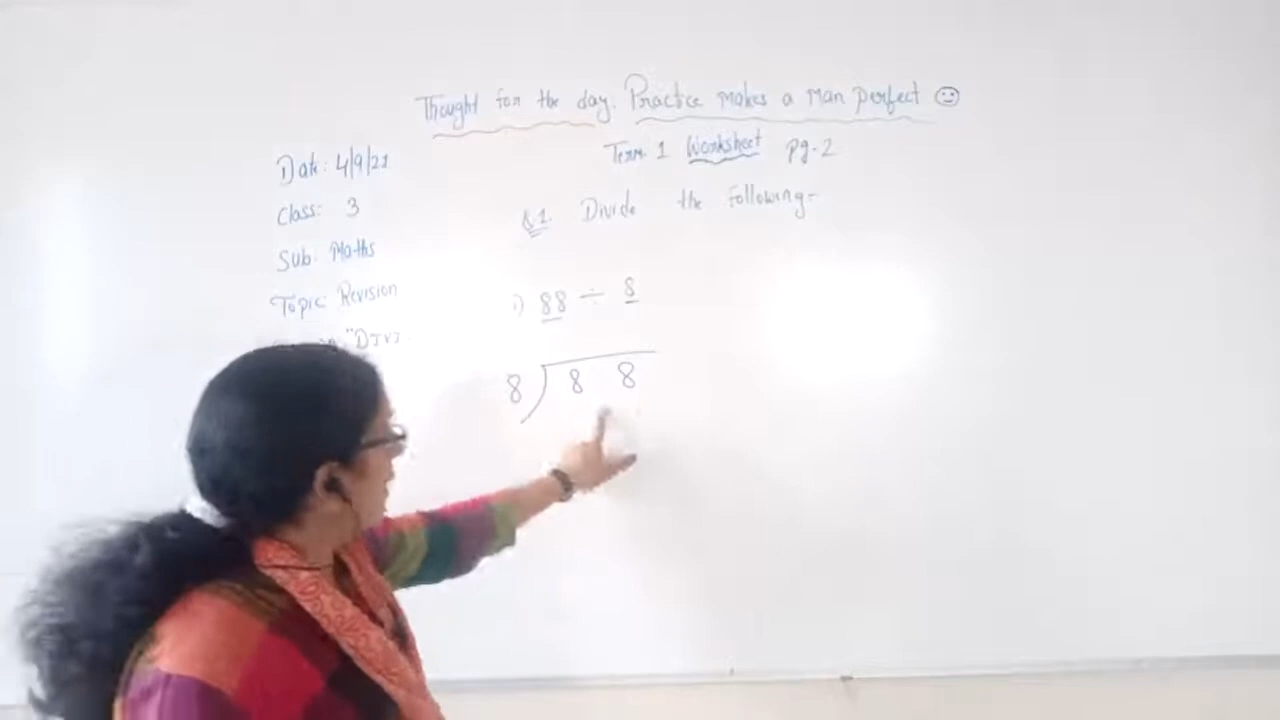 Thought for the day. Practice makes a Man perfect ☺
Term 1 Worksheet pg. 2
Date: 4/9/21
Class: 3
Sub: Maths
Topic: Revision
Q.1. Divide the following:-
i) 88 ÷ 8
8 ) 8 8